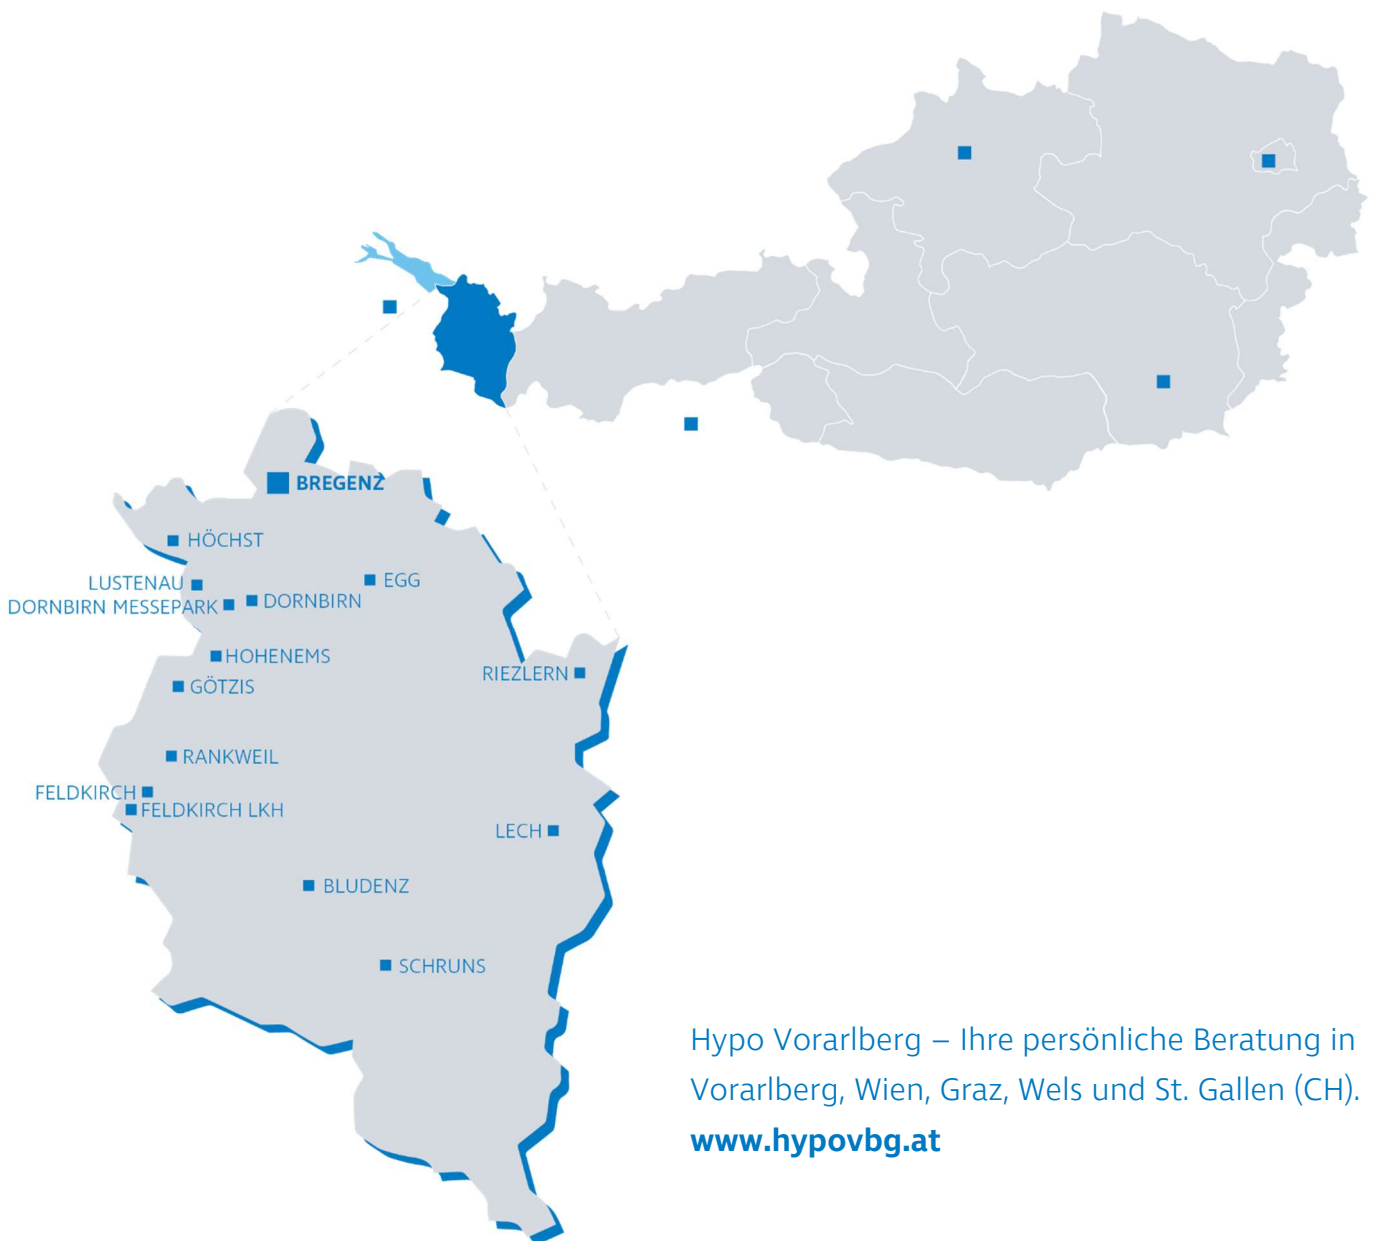 BREGENZ
HÖCHST
LUSTENAU
EGG
DORNBIRN MESSEPARK
DORNBIRN
HOHENEMS
RIEZLERN
GÖTZIS
RANKWEIL
FELDKIRCH
FELDKIRCH LKH
LECH
BLUDENZ
SCHRUNS
Hypo Vorarlberg – Ihre persönliche Beratung in
Vorarlberg, Wien, Graz, Wels und St. Gallen (CH).
www.hypovbg.at